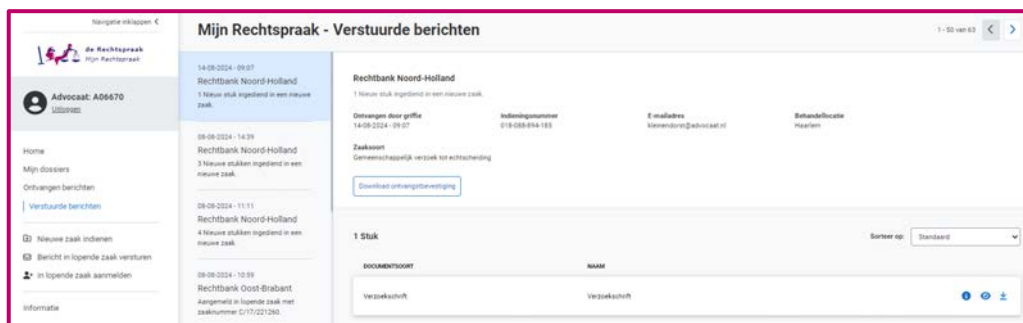 Navigatie inklappen <
de Rechtspraak
Mijn Rechtspraak
Advocaat: A06670
Uitloggen
Home
Mijn dossiers
Ontvangen berichten
Verstuurde berichten
Nieuwe zaak indienen
Bericht in lopende zaak versturen
In lopende zaak aanmelden
Informatie
Mijn Rechtspraak - Verstuurde berichten
1 - 50 van 63 < >
14-08-2024 - 09:07
Rechtbank Noord-Holland
1 Nieuw stuk ingediend in een nieuwe
zaak.
08-08-2024 - 14:39
Rechtbank Noord-Holland
3 Nieuwe stukken ingediend in een
nieuwe zaak.
08-08-2024 - 11:11
Rechtbank Noord-Holland
4 Nieuwe stukken ingediend in een
nieuwe zaak.
08-08-2024 - 10:59
Rechtbank Oost-Brabant
Aangemeld in lopende zaak met
zaaknummer C/17/221260.
Rechtbank Noord-Holland
1 Nieuw stuk ingediend in een nieuwe zaak.
Ontvangen door griffie
14-08-2024 - 09:07
Indieningsnummer
018-088-894-185
E-mailadres
kleinendorst@advocaat.nl
Behandellocatie
Haarlem
Zaaksoort
Gemeenschappelijk verzoek tot echtscheiding
Download ontvangstbevestiging
1 Stuk
Sorteer op: Standaard
DOCUMENTSOORT NAAM
Verzoekschrift Verzoekschrift